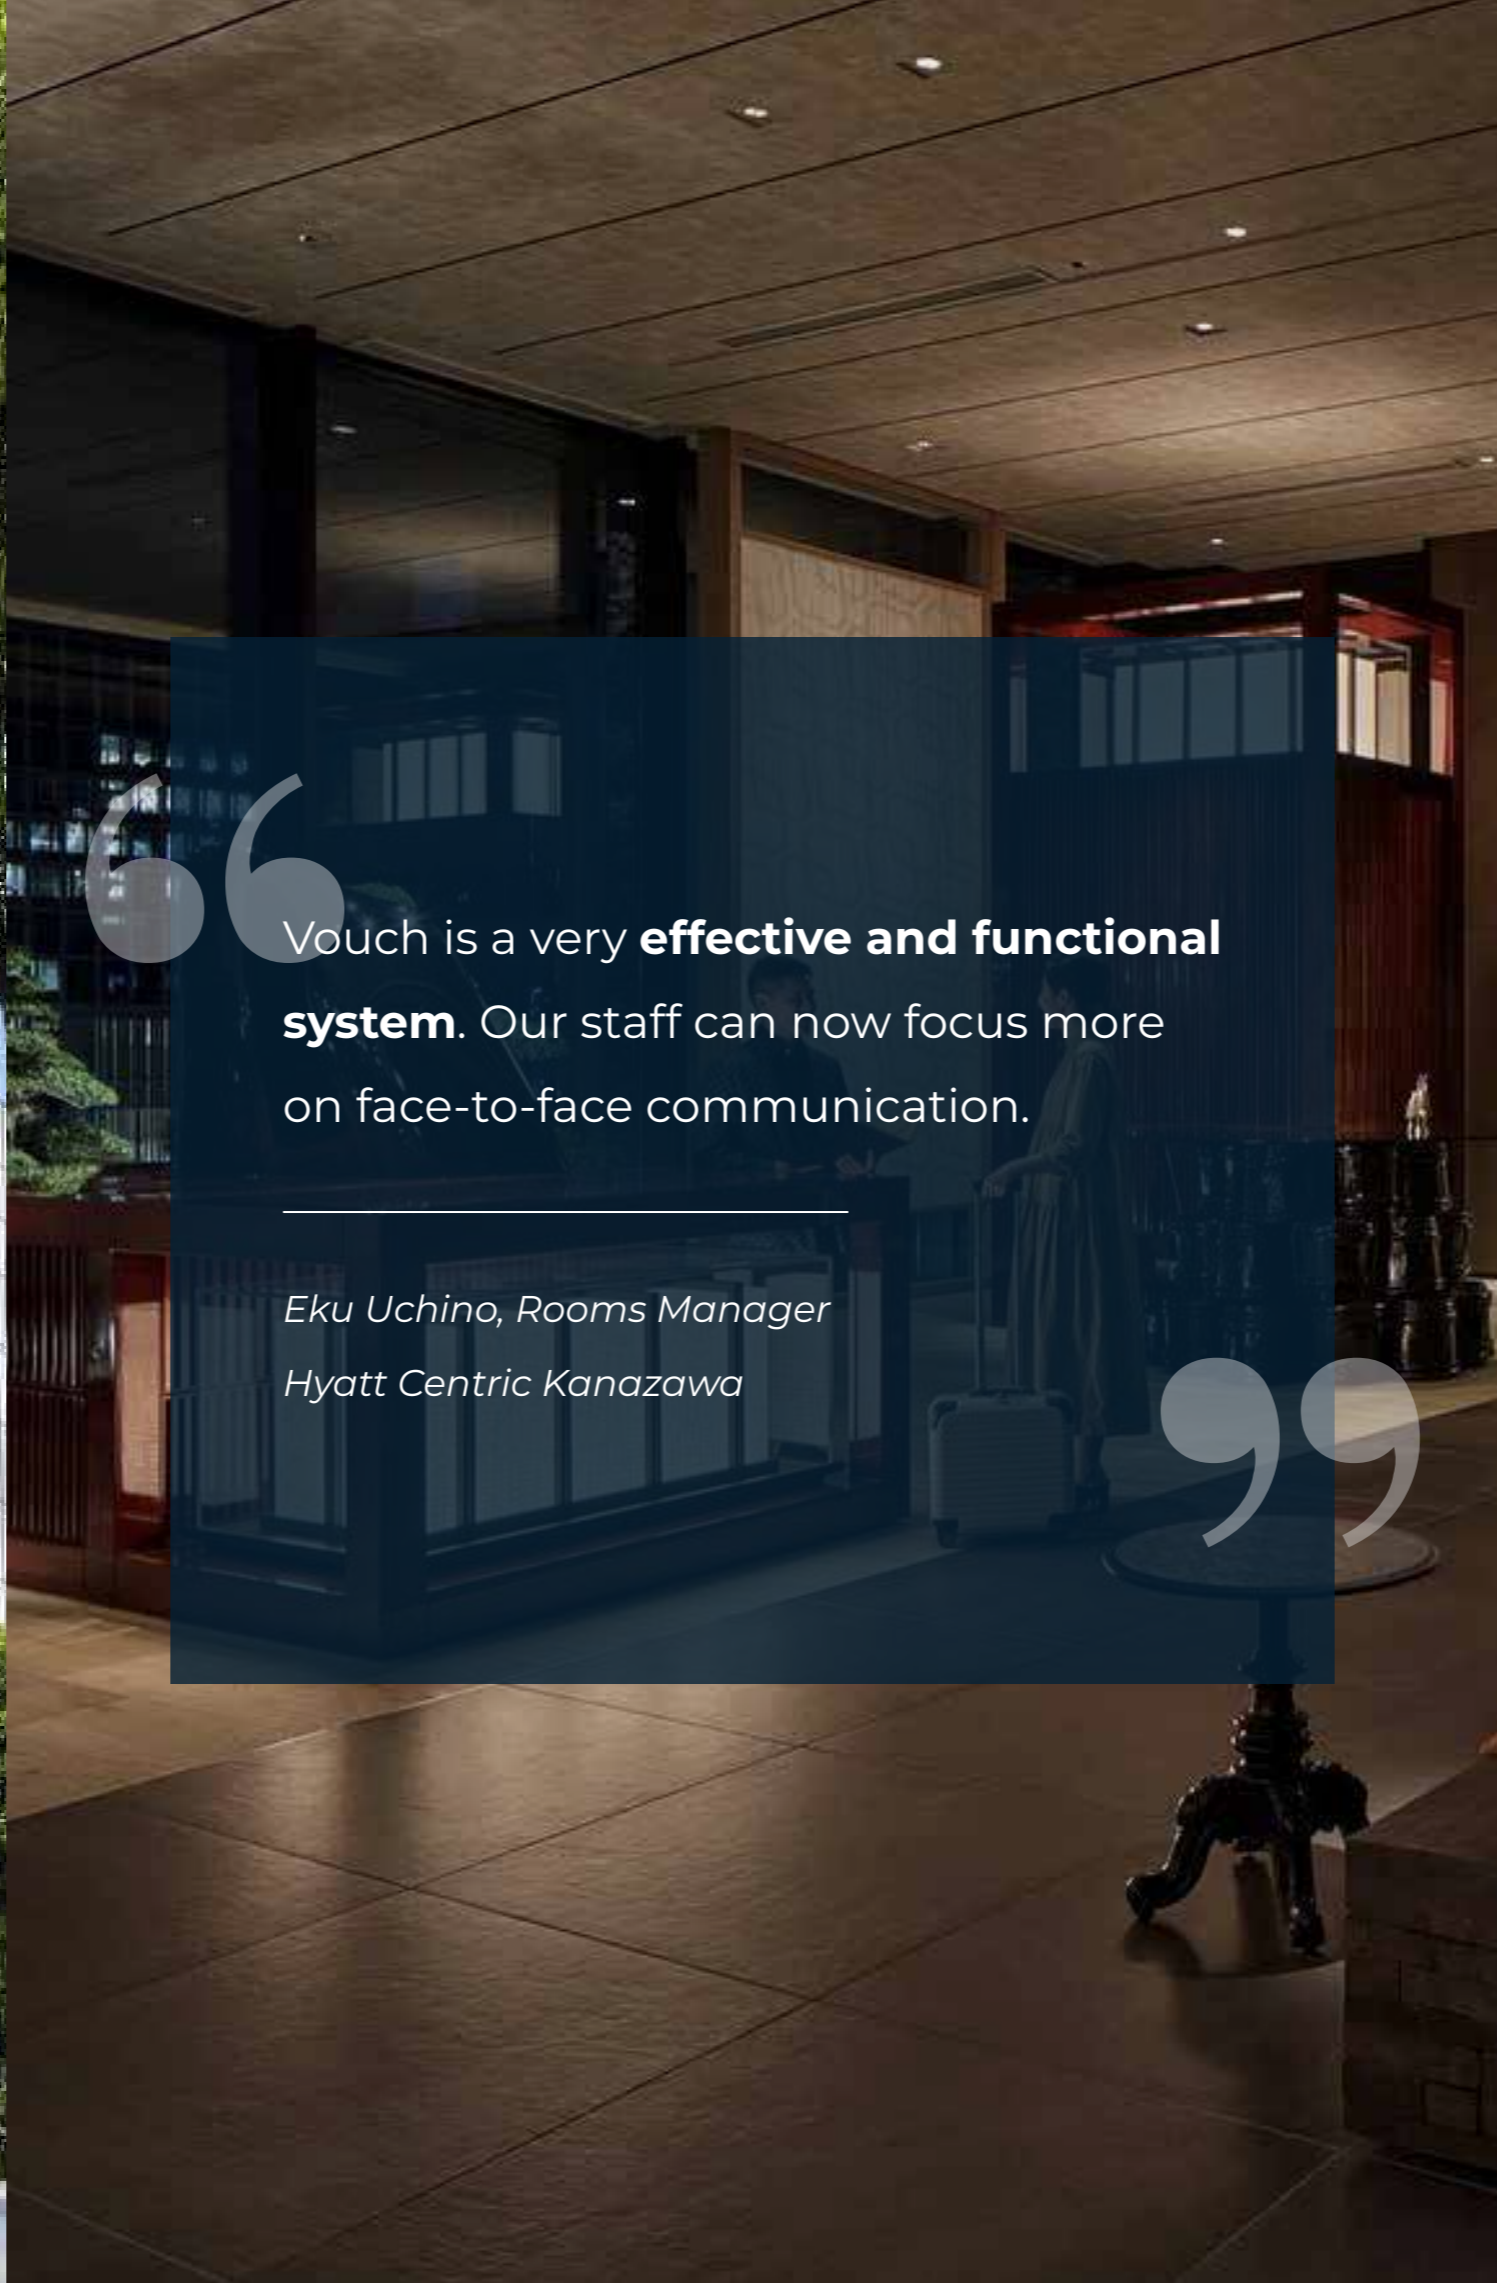 Vouch is a very effective and functional
system. Our staff can now focus more
on face-to-face communication.
Eku Uchino, Rooms Manager
Hyatt Centric Kanazawa